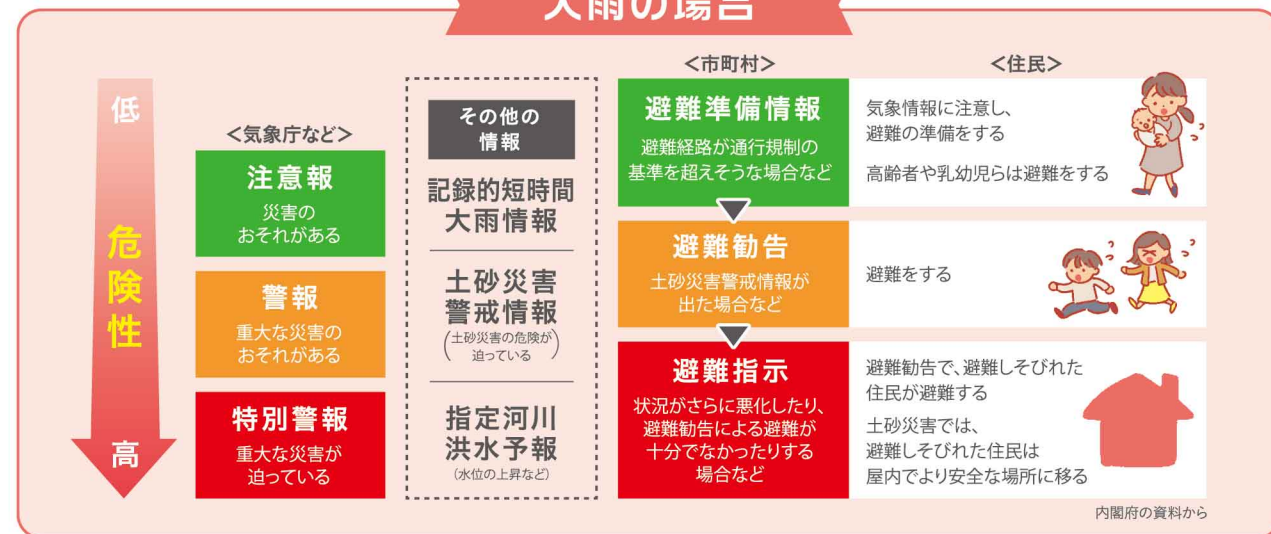 大雨の場合
低
危険性
高
＜気象庁など＞
注意報
災害の
おそれがある
警報
重大な災害の
おそれがある
特別警報
重大な災害が
迫っている
その他の
情報
記録的短時間
大雨情報
土砂災害
警戒情報
(土砂災害の危険が
迫っている)
指定河川
洪水予報
(水位の上昇など)
＜市町村＞
避難準備情報
避難経路が通行規制の
基準を超えそうな場合など
避難勧告
土砂災害警戒情報が
出た場合など
避難指示
状況がさらに悪化したり、
避難勧告による避難が
十分でなかったりする
場合など
＜住民＞
気象情報に注意し、
避難の準備をする
高齢者や乳幼児らは避難をする
避難をする
避難勧告で、避難しそびれた
住民が避難する
土砂災害では、
避難しそびれた住民は
屋内でより安全な場所に移る
内閣府の資料から